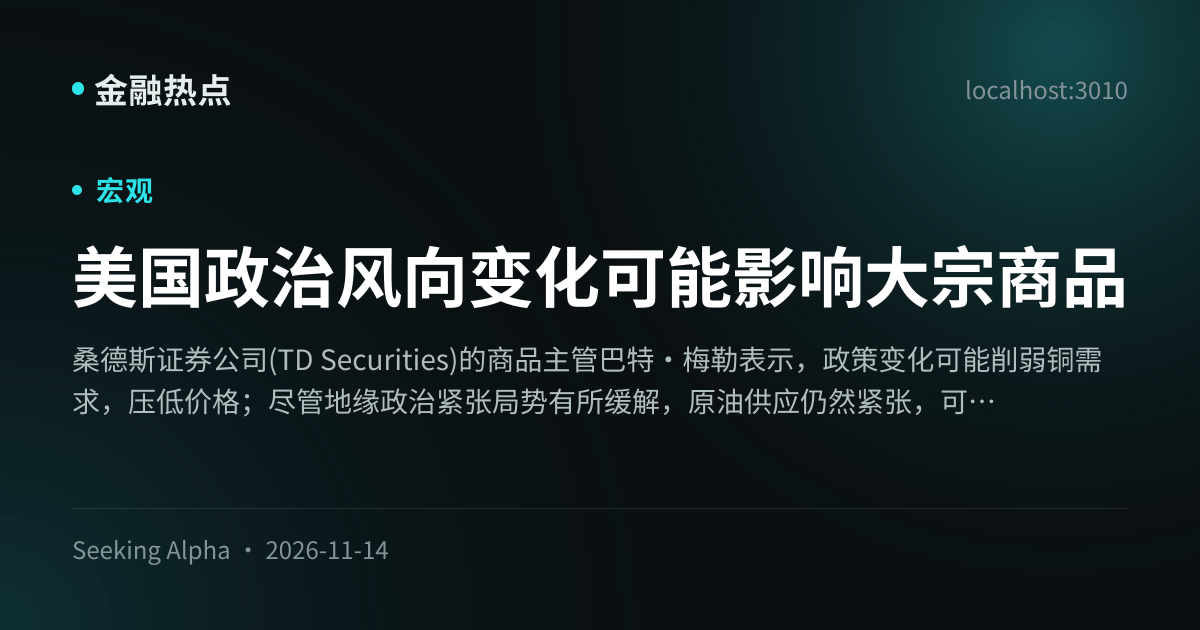 金融热点
localhost:3010
宏观
美国政治风向变化可能影响大宗商品
桑德斯证券公司(TD Securities)的商品主管巴特・梅勒表示，政策变化可能削弱铜需
求，压低价格；尽管地缘政治紧张局势有所缓解，原油供应仍然紧张，可…
Seeking Alpha · 2026-11-14